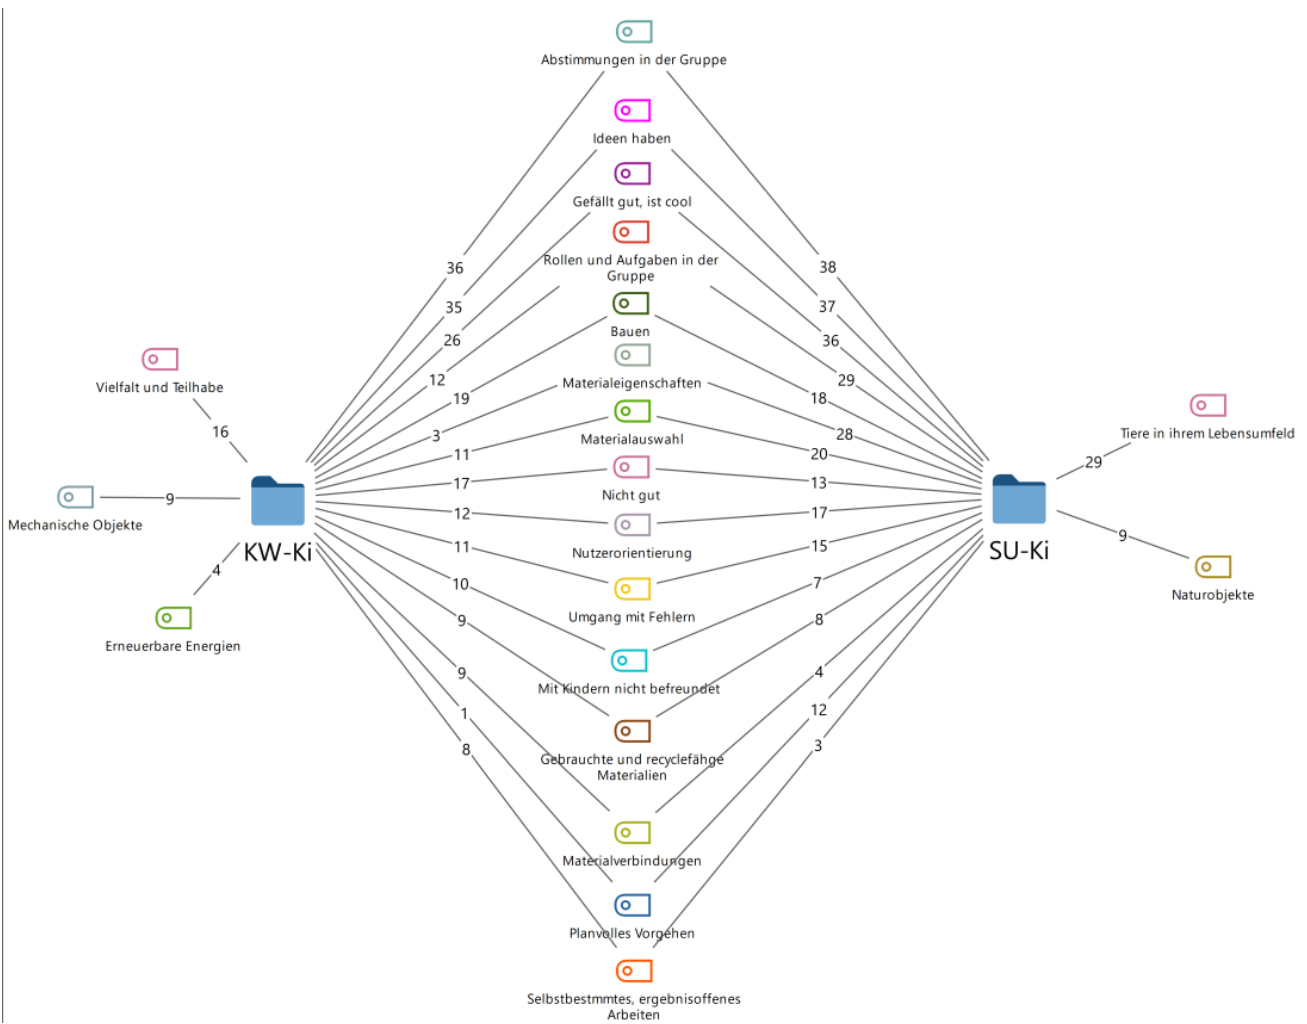 Abstimmungen in der Gruppe
Ideen haben
Gefällt gut, ist cool
Rollen und Aufgaben in der
Gruppe
36
38
35
37
Bauen
26
36
Vielfalt und Teilhabe
12
29
Materialeigenschaften
19
18
16
3
28
Tiere in ihrem Lebensumfeld
Materialauswahl
11
20
29
17
13
9
Nicht gut
Mechanische Objekte
12
17
9
KW-Ki
SU-Ki
Nutzerorientierung
11
15
4
10
7
Naturobjekte
Umgang mit Fehlern
9
8
Erneuerbare Energien
9
4
Mit Kindern nicht befreundet
1
12
8
3
Gebrauchte und recyclefähge
Materialien
Materialverbindungen
Planvolles Vorgehen
Selbstbestmmtes, ergebnisoffenes
Arbeiten